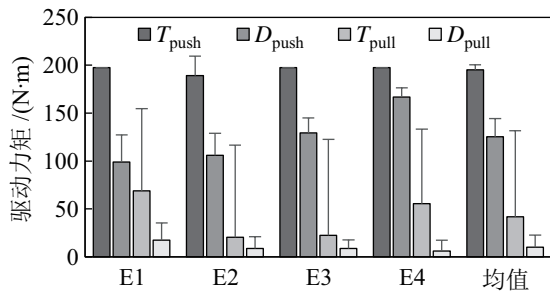 驱动力矩 /(N·m)
250
200
150
100
50
0
T_push D_push T_pull D_pull
E1 E2 E3 E4 均值